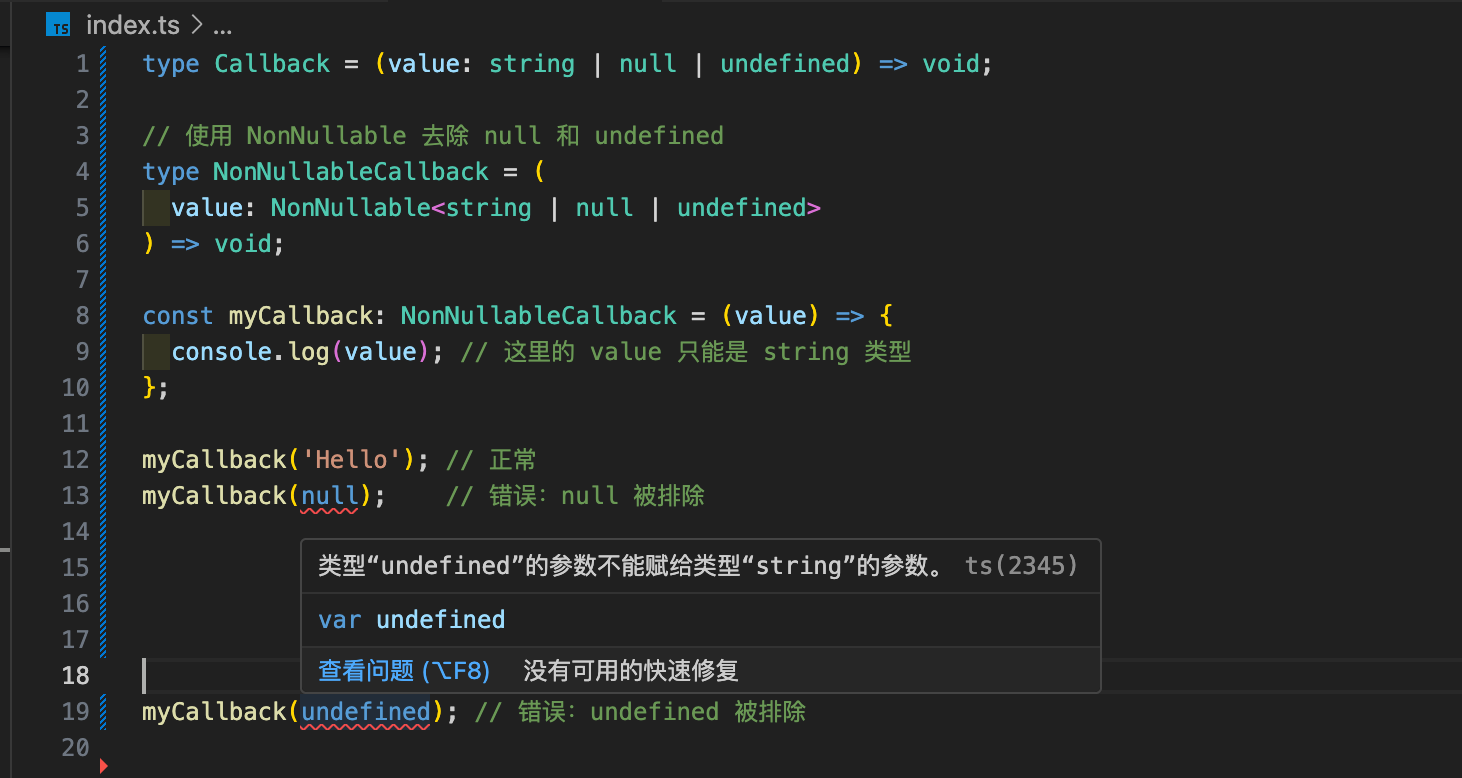 TS index.ts > ...
1 type Callback = (value: string | null | undefined) => void;
2
3 // 使用 NonNullable 去除 null 和 undefined
4 type NonNullableCallback = (
5 value: NonNullable<string | null | undefined>
6 ) => void;
7
8 const myCallback: NonNullableCallback = (value) => {
9 console.log(value); // 这里的 value 只能是 string 类型
10 };
11
12 myCallback('Hello'); // 正常
13 myCallback(null); // 错误: null 被排除
14
15 类型“undefined”的参数不能赋给类型“string”的参数。 ts(2345)
16 var undefined
17
18 查看问题 (⌥F8) 没有可用的快速修复
19 myCallback(undefined); // 错误: undefined 被排除
20